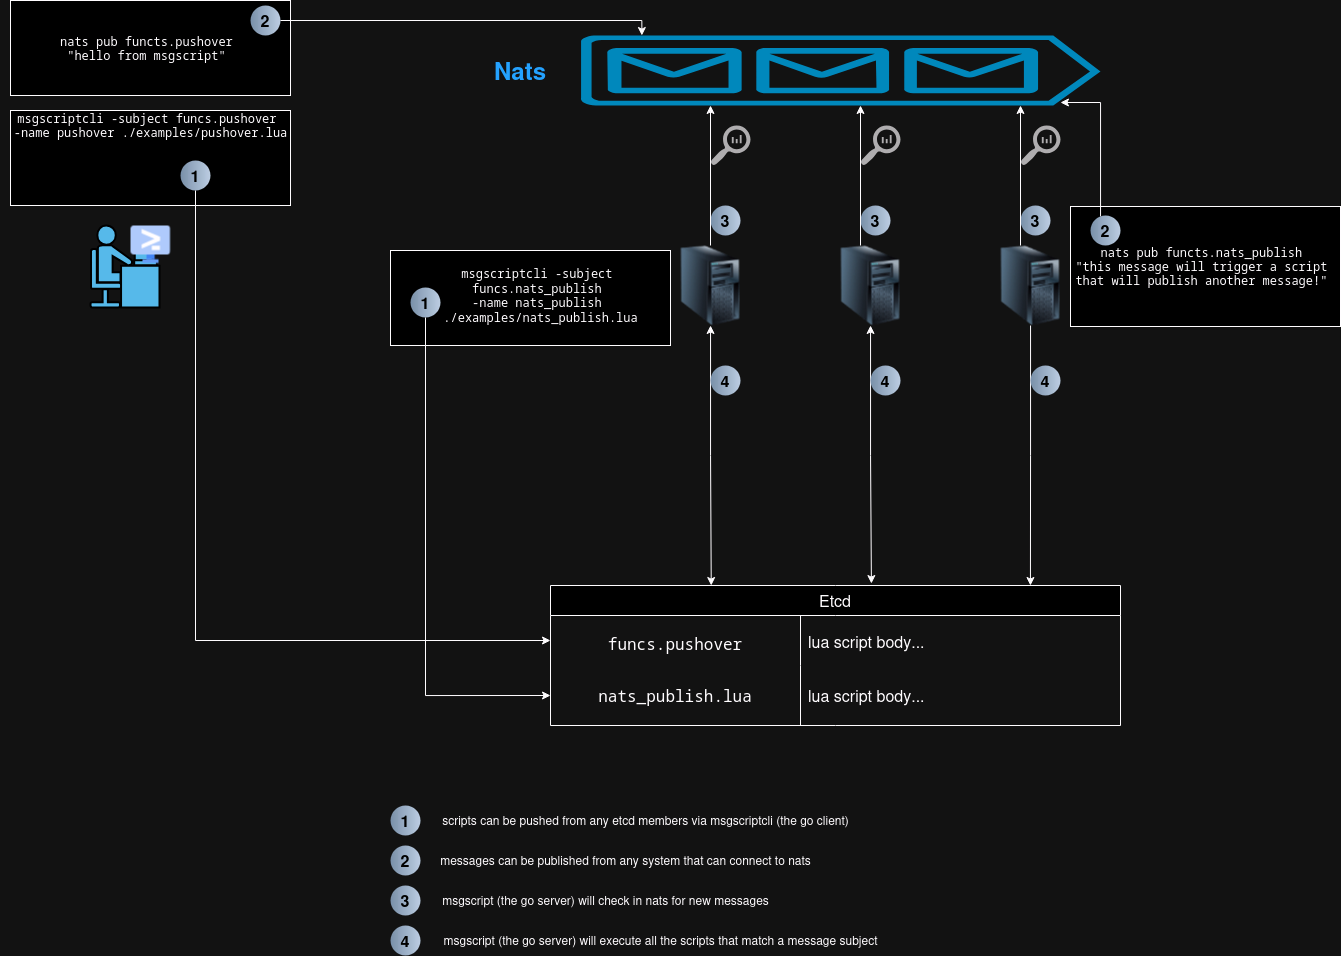 2
nats pub functs.pushover
"hello from msgscript"
msgscriptcli -subject funcs.pushover
-name pushover ./examples/pushover.lua
1
Nats
3
3
3
2
nats pub functs.nats_publish
"this message will trigger a script
that will publish another message!"
msgscriptcli -subject
funcs.nats_publish
1
-name nats_publish
./examples/nats_publish.lua
4
4
4
Etcd
funcs.pushover
lua script body...
nats_publish.lua
lua script body...
1
scripts can be pushed from any etcd members via msgscriptcli (the go client)
2
messages can be published from any system that can connect to nats
3
msgscript (the go server) will check in nats for new messages
4
msgscript (the go server) will execute all the scripts that match a message subject